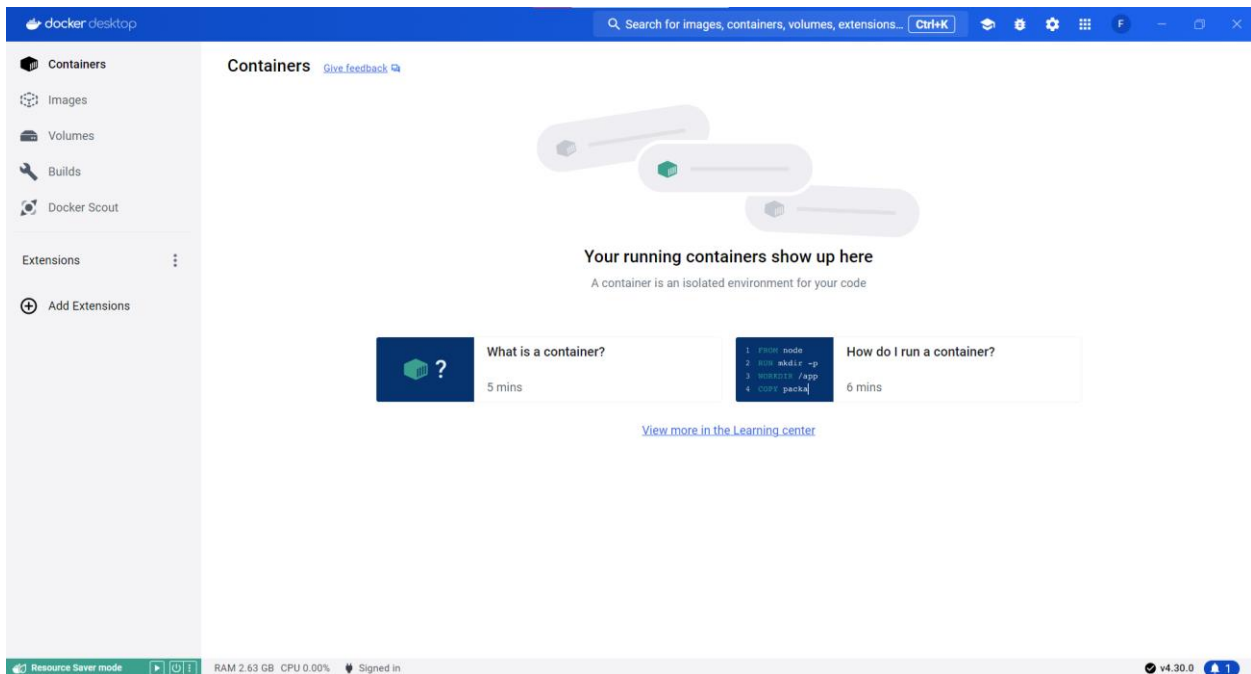 docker desktop
Search for images, containers, volumes, extensions... Ctrl+K
F
Containers
Images
Volumes
Builds
Docker Scout
Extensions
Add Extensions
Containers Give feedback
Your running containers show up here
A container is an isolated environment for your code
?
What is a container?
5 mins
1 FROM node
2 RUN mkdir -p
3 WORKDIR /app
4 COPY packa
How do I run a container?
6 mins
View more in the Learning center
Resource Saver mode
RAM 2.63 GB CPU 0.00% Signed in
v4.30.0
1